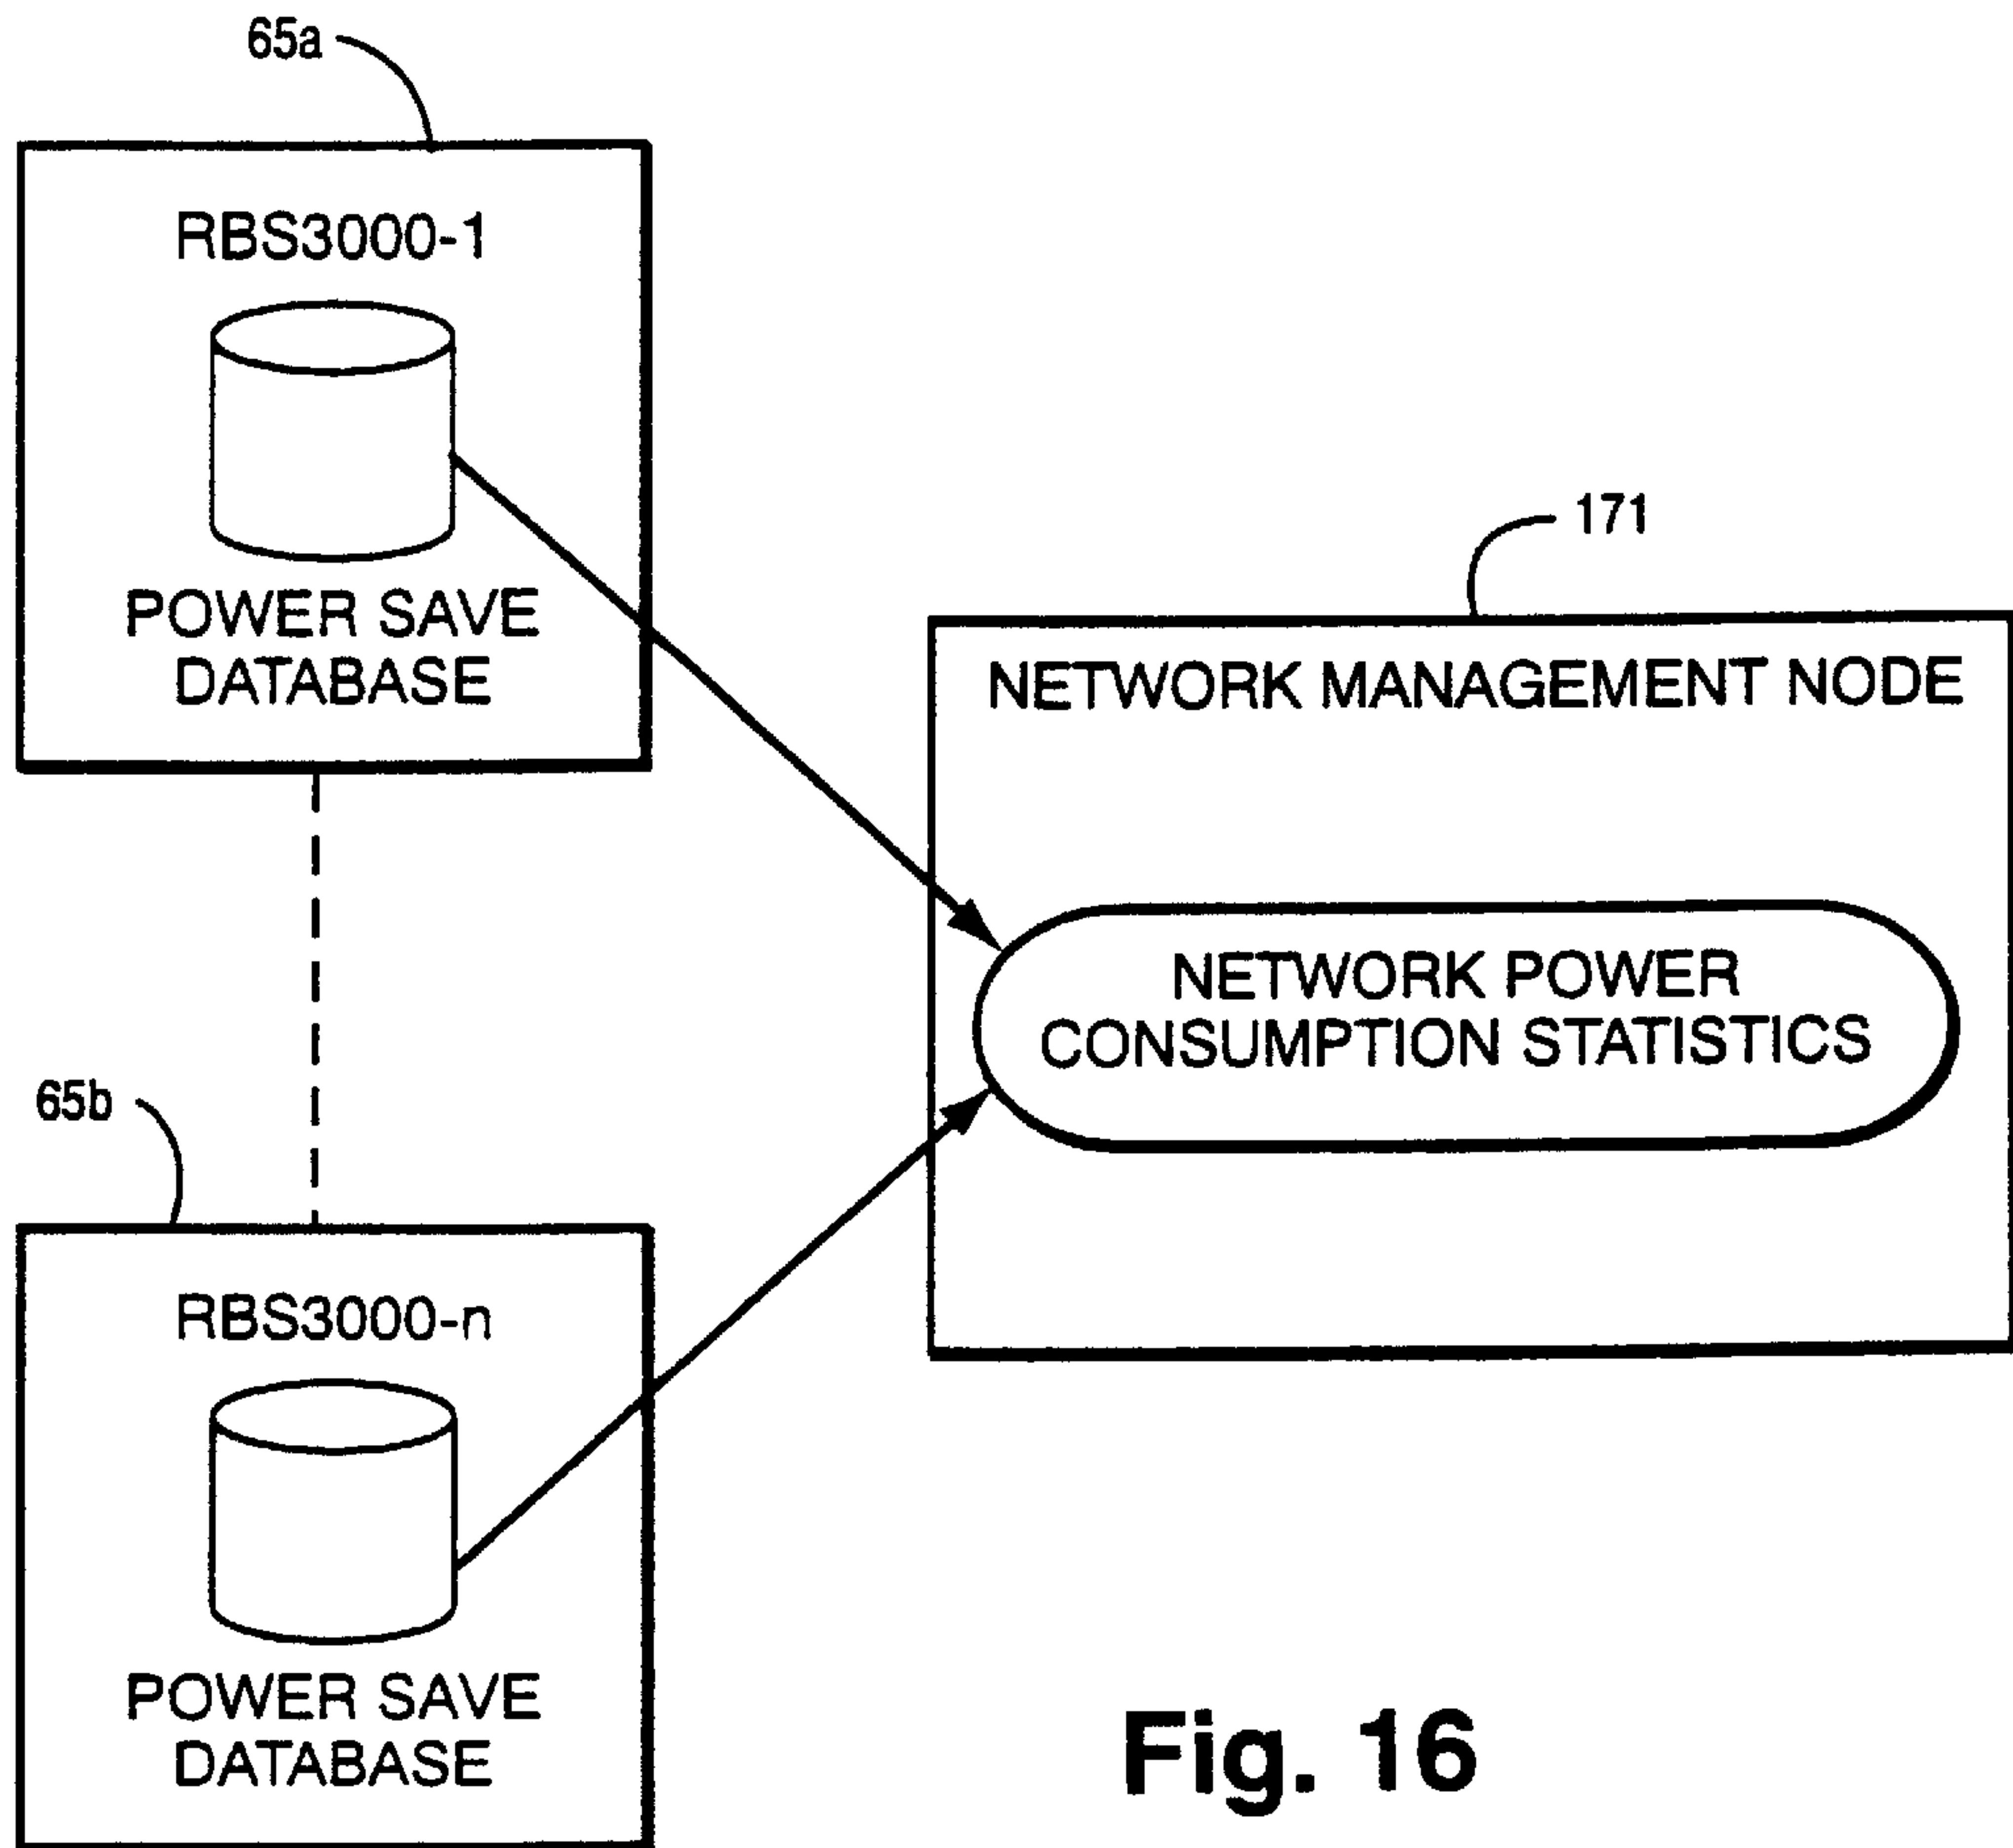 65a
RBS3000-1
POWER SAVE
DATABASE
171
NETWORK MANAGEMENT NODE
NETWORK POWER
CONSUMPTION STATISTICS
65b
RBS3000-n
POWER SAVE
DATABASE
Fig. 16